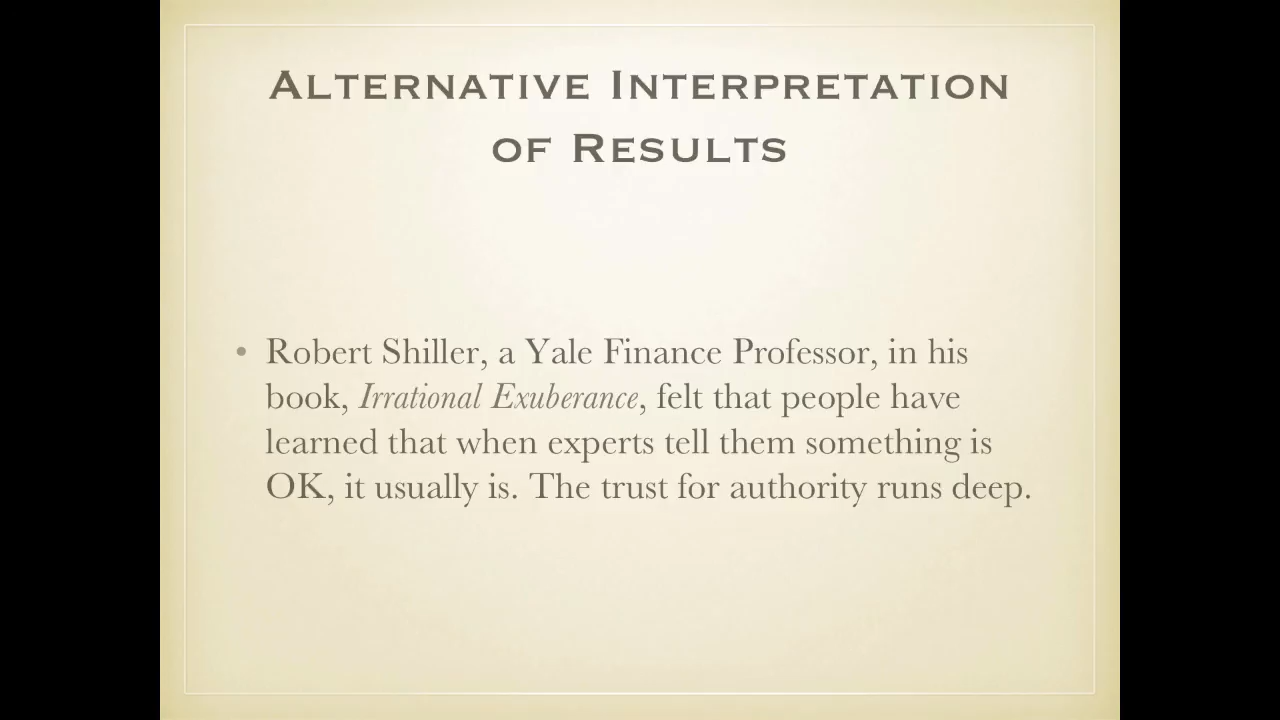 Alternative Interpretation
of Results
• Robert Shiller, a Yale Finance Professor, in his
book, Irrational Exuberance, felt that people have
learned that when experts tell them something is
OK, it usually is. The trust for authority runs deep.